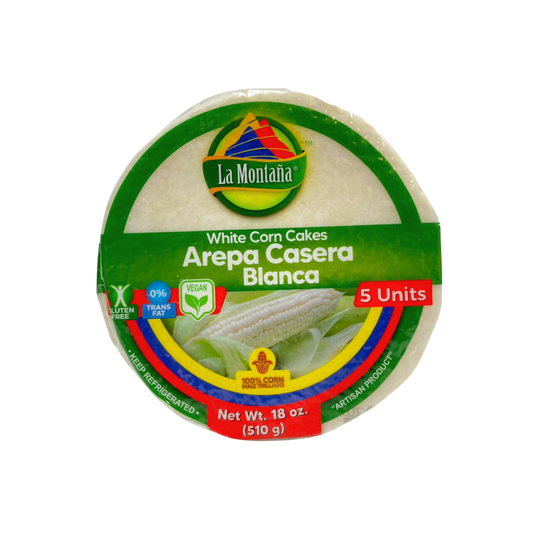 TM
La Montaña®
White Corn Cakes
Arepa Casera
Blanca
5 Units
GLUTEN
FREE
0%
TRANS
FAT
VEGAN
100% CORN
MAIZ TRILLADO
• KEEP REFRIGERATED •
"ARTISAN PRODUCT"
Net Wt. 18 oz.
(510 g)